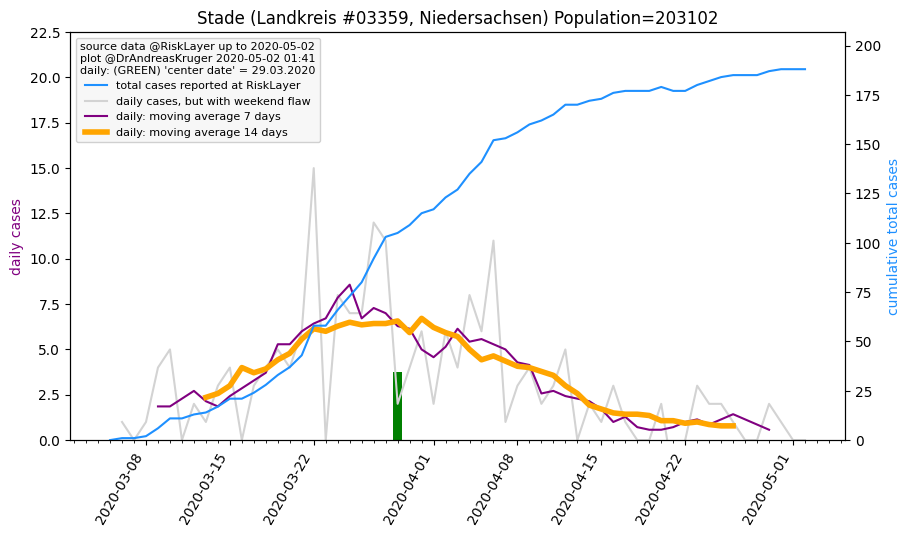 Stade (Landkreis #03359, Niedersachsen) Population=203102
source data @RiskLayer up to 2020-05-02
plot @DrAndreasKruger 2020-05-02 01:41
daily: (GREEN) 'center date' = 29.03.2020
total cases reported at RiskLayer
daily cases, but with weekend flaw
daily: moving average 7 days
daily: moving average 14 days
daily cases
22.5
20.0
17.5
15.0
12.5
10.0
7.5
5.0
2.5
0.0
cumulative total cases
200
175
150
125
100
75
50
25
0
2020-03-08
2020-03-15
2020-03-22
2020-04-01
2020-04-08
2020-04-15
2020-04-22
2020-05-01